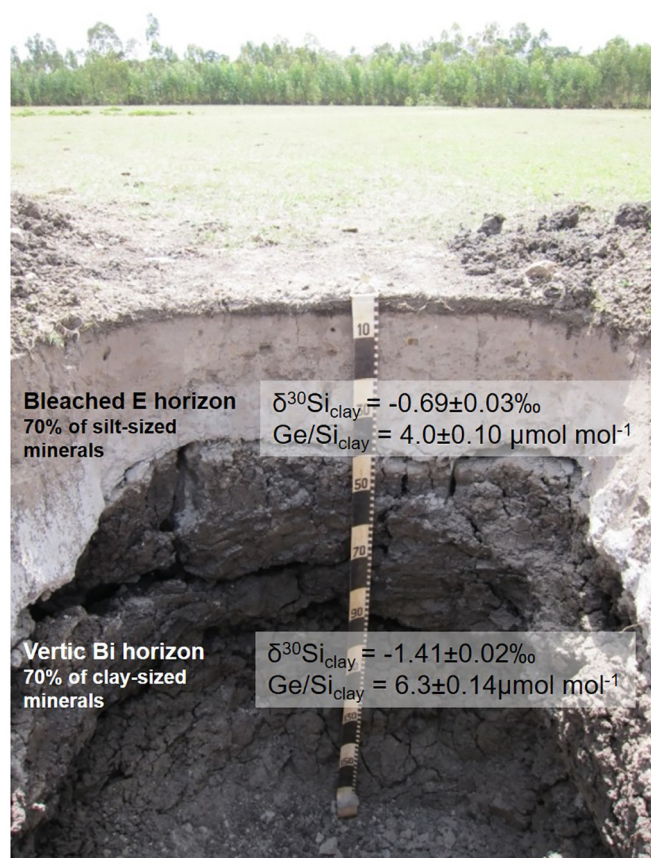 10
Bleached E horizon
70% of silt-sized
minerals
δ³⁰Siclay = -0.69±0.03‰
Ge/Siclay = 4.0±0.10 µmol mol⁻¹
50
70
90
Vertic Bi horizon
70% of clay-sized
minerals
δ³⁰Siclay = -1.41±0.02‰
Ge/Siclay = 6.3±0.14µmol mol⁻¹